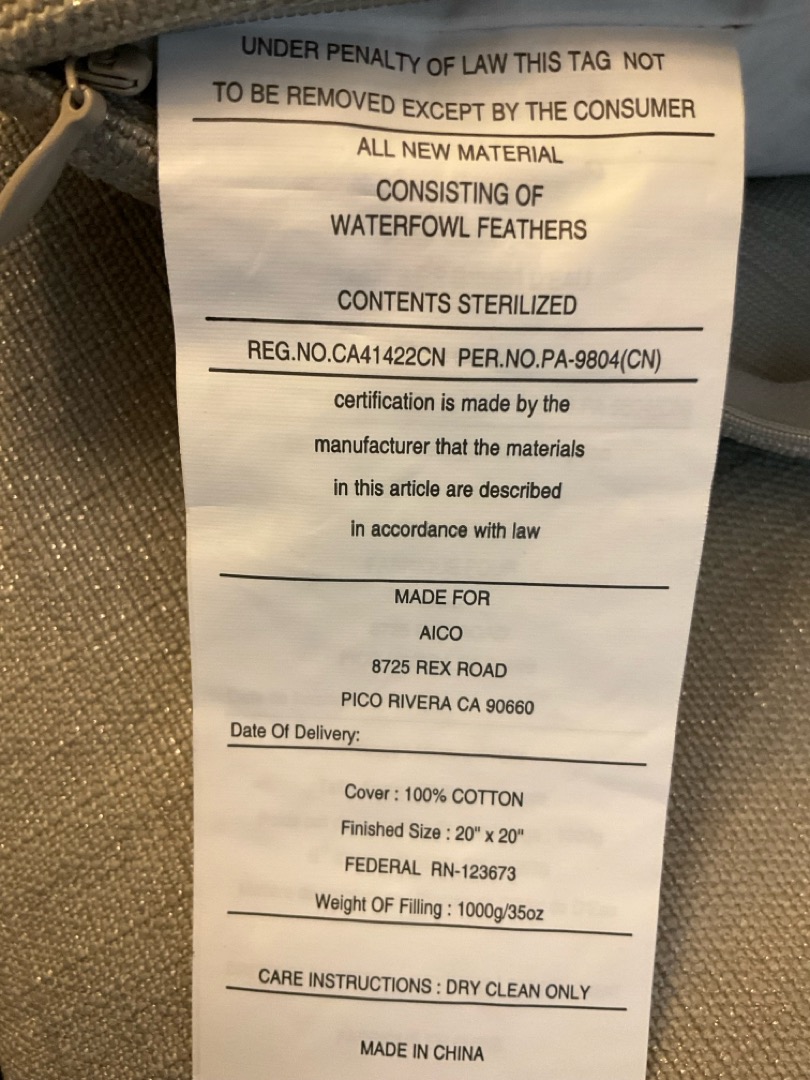 UNDER PENALTY OF LAW THIS TAG NOT
TO BE REMOVED EXCEPT BY THE CONSUMER
ALL NEW MATERIAL
CONSISTING OF
WATERFOWL FEATHERS
CONTENTS STERILIZED
REG.NO.CA41422CN PER.NO.PA-9804(CN)
certification is made by the
manufacturer that the materials
in this article are described
in accordance with law
MADE FOR
AICO
8725 REX ROAD
PICO RIVERA CA 90660
Date Of Delivery:
Cover : 100% COTTON
Finished Size : 20" x 20"
FEDERAL RN-123673
Weight OF Filling : 1000g/35oz
CARE INSTRUCTIONS : DRY CLEAN ONLY
MADE IN CHINA